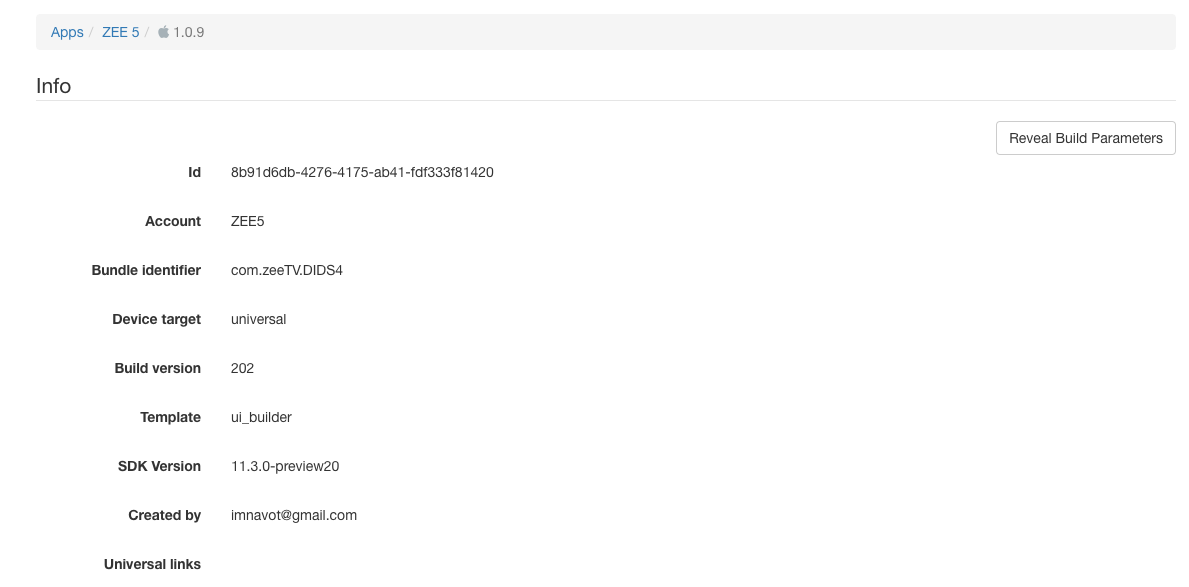 Apps / ZEE 5 / 1.0.9
Info
Reveal Build Parameters
Id 8b91d6db-4276-4175-ab41-fdf333f81420
Account ZEE5
Bundle identifier com.zeeTV.DIDS4
Device target universal
Build version 202
Template ui_builder
SDK Version 11.3.0-preview20
Created by imnavot@gmail.com
Universal links